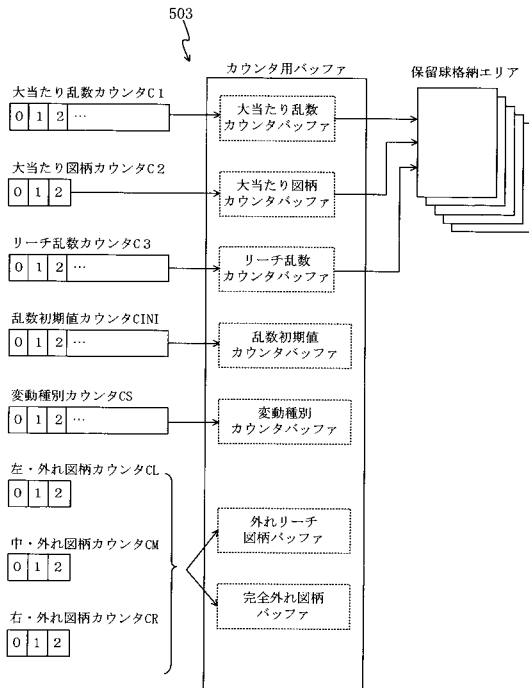 503
カウンタ用バッファ
保留球格納エリア
大当たり乱数カウンタC1
0 1 2 …
大当たり乱数
カウンタバッファ
大当たり図柄カウンタC2
0 1 2
大当たり図柄
カウンタバッファ
リーチ乱数カウンタC3
0 1 2 …
リーチ乱数
カウンタバッファ
乱数初期値カウンタCINI
0 1 2 …
乱数初期値
カウンタバッファ
変動種別カウンタCS
0 1 2 …
変動種別
カウンタバッファ
左・外れ図柄カウンタCL
0 1 2
外れリーチ
図柄バッファ
中・外れ図柄カウンタCM
0 1 2
完全外れ図柄
バッファ
右・外れ図柄カウンタCR
0 1 2